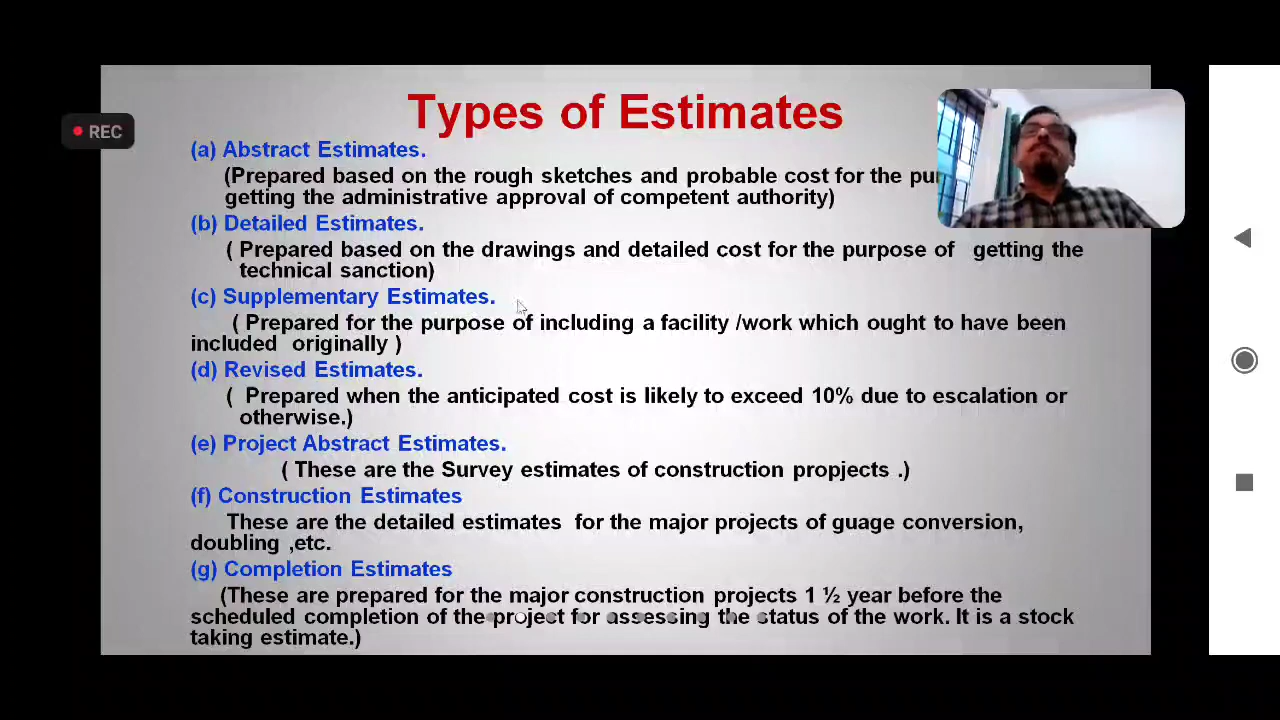 Types of Estimates
REC
(a) Abstract Estimates.
(Prepared based on the rough sketches and probable cost for the
getting the administrative approval of competent authority)
(b) Detailed Estimates.
( Prepared based on the drawings and detailed cost for the purpose of getting the
technical sanction)
(c) Supplementary Estimates.
( Prepared for the purpose of including a facility /work which ought to have been
included originally )
(d) Revised Estimates.
( Prepared when the anticipated cost is likely to exceed 10% due to escalation or
otherwise.)
(e) Project Abstract Estimates.
( These are the Survey estimates of construction propjects .)
(f) Construction Estimates
These are the detailed estimates for the major projects of guage conversion,
doubling ,etc.
(g) Completion Estimates
(These are prepared for the major construction projects 1 ½ year before the
scheduled completion of the project for assessing the status of the work. It is a stock
taking estimate.)